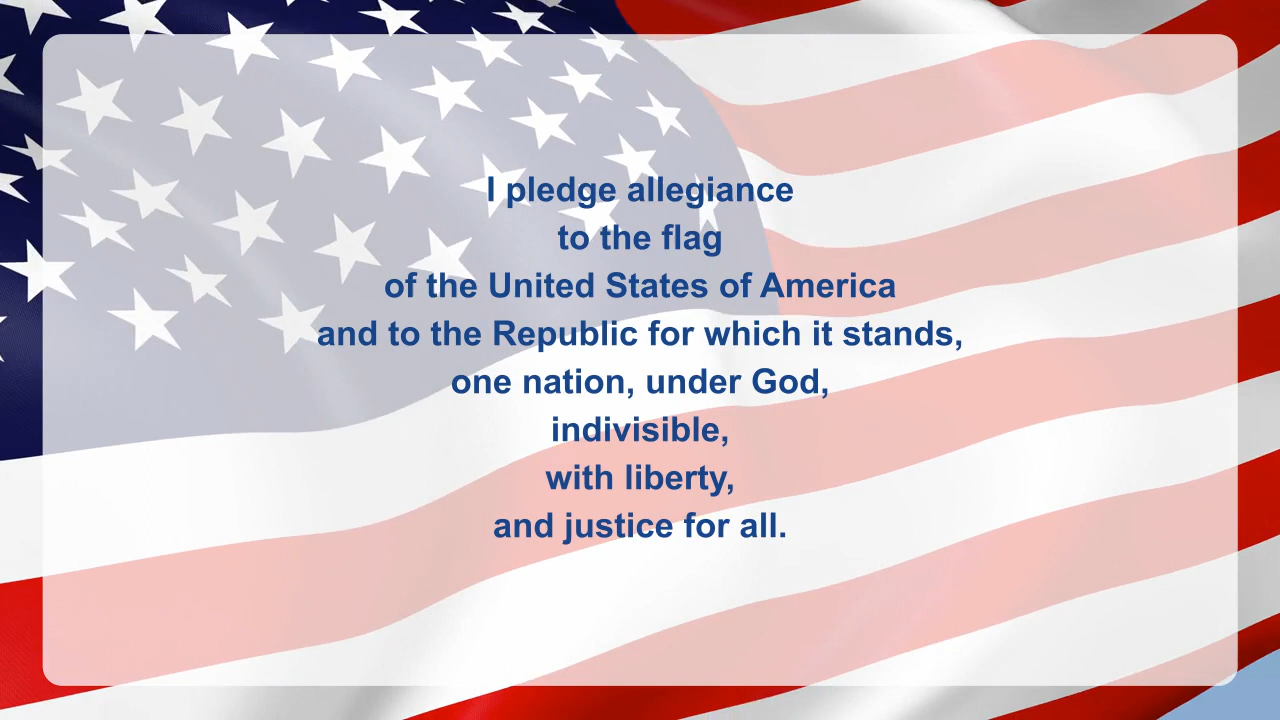 I pledge allegiance
to the flag
of the United States of America
and to the Republic for which it stands,
one nation, under God,
indivisible,
with liberty,
and justice for all.